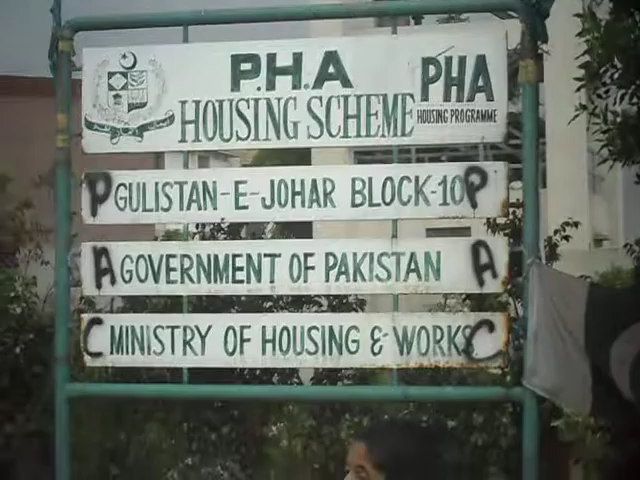 P.H.A
HOUSING SCHEME
PHA
HOUSING PROGRAMME
P GULISTAN-E-JOHAR BLOCK-10 P
A GOVERNMENT OF PAKISTAN A
C MINISTRY OF HOUSING & WORKS C